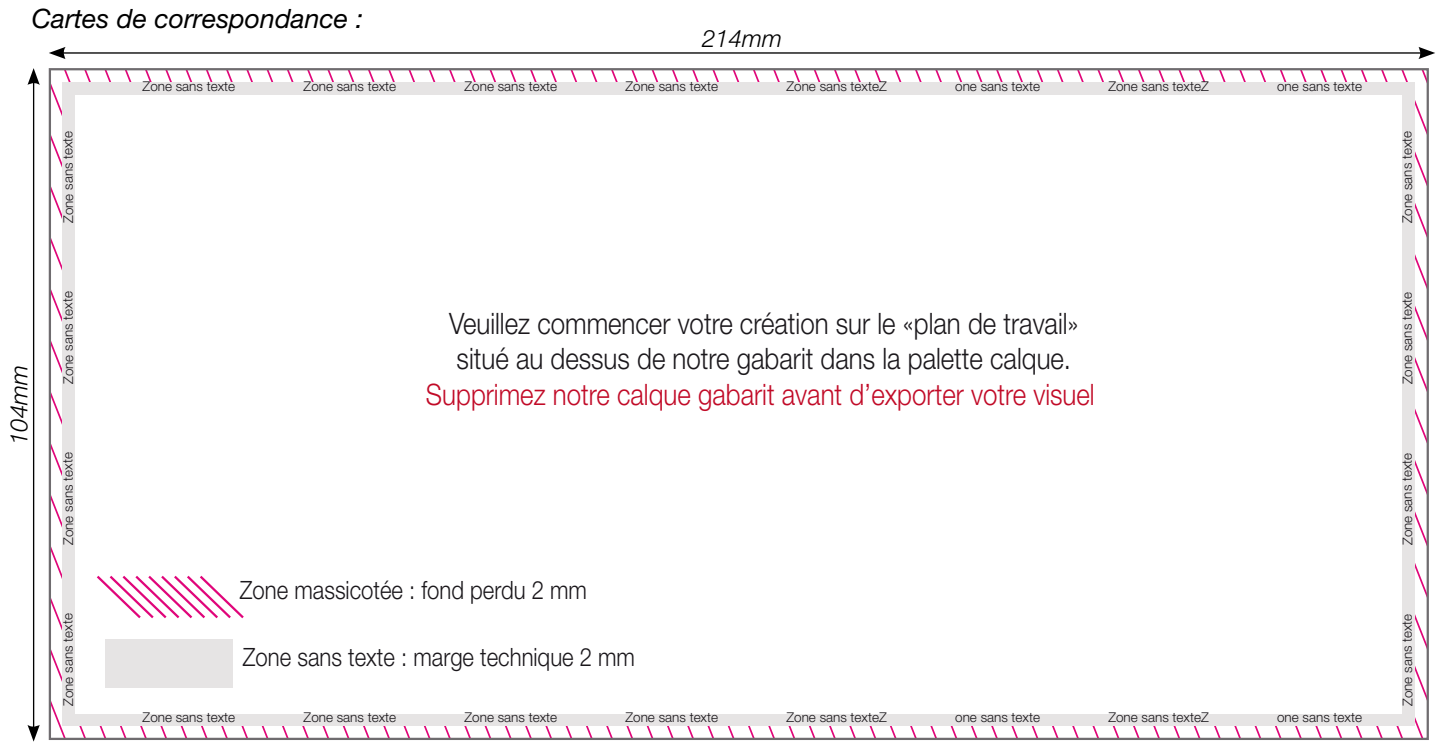 Cartes de correspondance :
214mm
Zone sans texte Zone sans texte Zone sans texte Zone sans texte Zone sans texteZ one sans texte Zone sans texteZ one sans texte
Zone sans texte
Zone sans texte
Zone sans texte
Zone sans texte
104mm
Veuillez commencer votre création sur le «plan de travail»
situé au dessus de notre gabarit dans la palette calque.
Supprimez notre calque gabarit avant d'exporter votre visuel
Zone massicotée : fond perdu 2 mm
Zone sans texte : marge technique 2 mm
Zone sans texte
Zone sans texte
Zone sans texte
Zone sans texte
Zone sans texte Zone sans texte Zone sans texte Zone sans texte Zone sans texteZ one sans texte Zone sans texteZ one sans texte